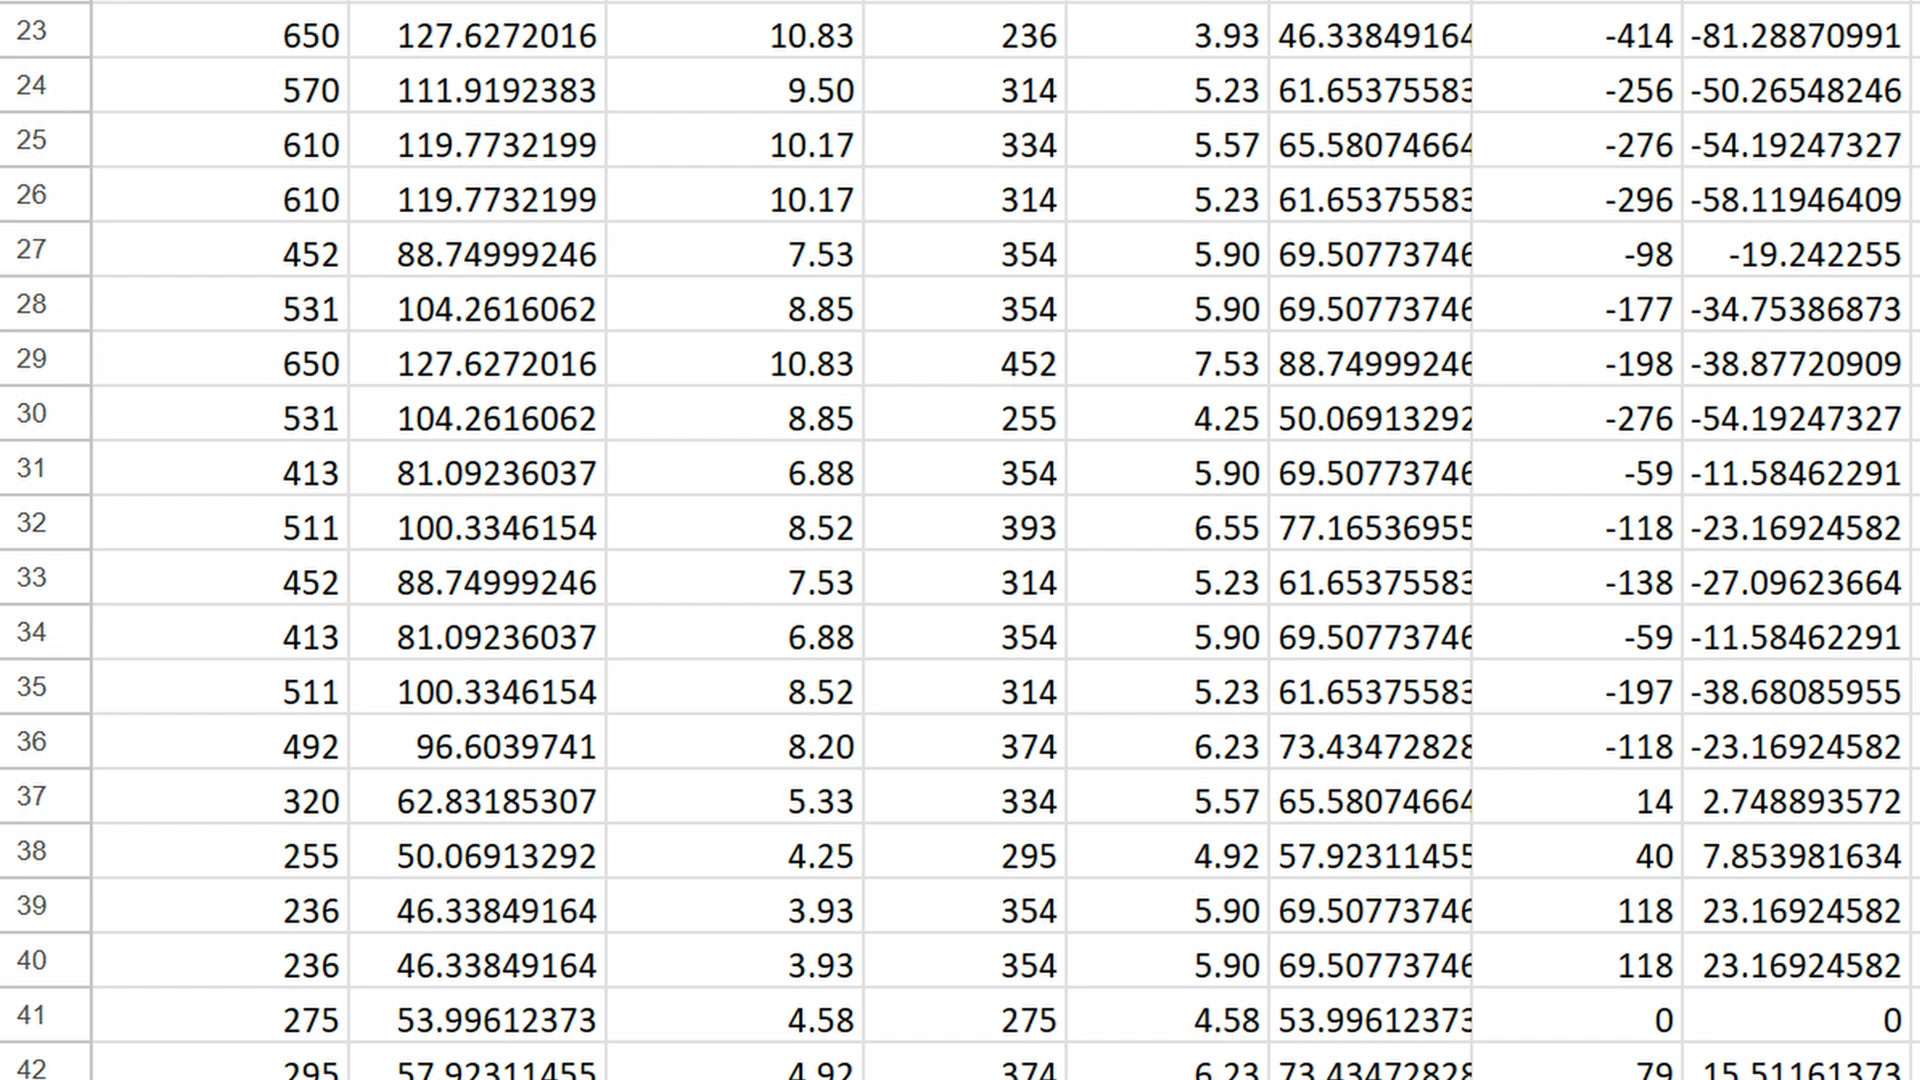 23 650 127.6272016 10.83 236 3.93 46.33849164 -414 -81.28870991
24 570 111.9192383 9.50 314 5.23 61.65375583 -256 -50.26548246
25 610 119.7732199 10.17 334 5.57 65.58074664 -276 -54.19247327
26 610 119.7732199 10.17 314 5.23 61.65375583 -296 -58.11946409
27 452 88.74999246 7.53 354 5.90 69.50773746 -98 -19.242255
28 531 104.2616062 8.85 354 5.90 69.50773746 -177 -34.75386873
29 650 127.6272016 10.83 452 7.53 88.74999246 -198 -38.87720909
30 531 104.2616062 8.85 255 4.25 50.06913292 -276 -54.19247327
31 413 81.09236037 6.88 354 5.90 69.50773746 -59 -11.58462291
32 511 100.3346154 8.52 393 6.55 77.16536955 -118 -23.16924582
33 452 88.74999246 7.53 314 5.23 61.65375583 -138 -27.09623664
34 413 81.09236037 6.88 354 5.90 69.50773746 -59 -11.58462291
35 511 100.3346154 8.52 314 5.23 61.65375583 -197 -38.68085955
36 492 96.6039741 8.20 374 6.23 73.43472828 -118 -23.16924582
37 320 62.83185307 5.33 334 5.57 65.58074664 14 2.748893572
38 255 50.06913292 4.25 295 4.92 57.92311455 40 7.853981634
39 236 46.33849164 3.93 354 5.90 69.50773746 118 23.16924582
40 236 46.33849164 3.93 354 5.90 69.50773746 118 23.16924582
41 275 53.99612373 4.58 275 4.58 53.99612373 0 0
42 295 57.92311455 4.92 374 6.23 73.43472828 79 15.51161373